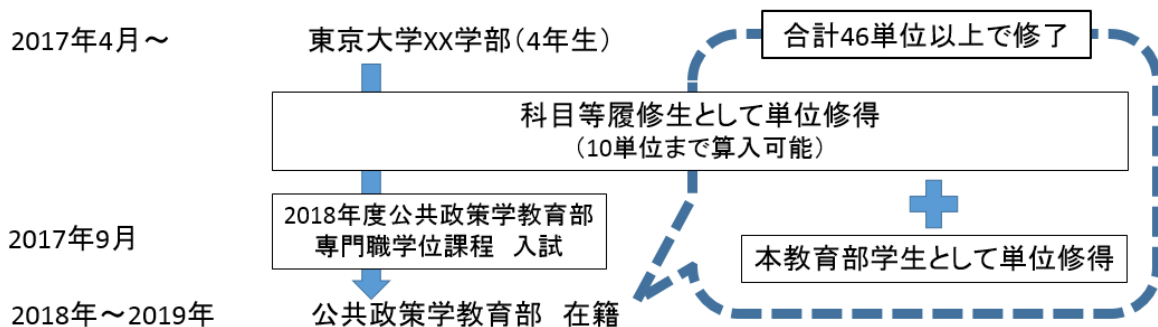 2017年4月～
東京大学XX学部（4年生）
合計46単位以上で修了
科目等履修生として単位修得
（10単位まで算入可能）
2018年度公共政策学教育部
専門職学位課程　入試
2017年9月
本教育部学生として単位修得
2018年～2019年
公共政策学教育部　在籍